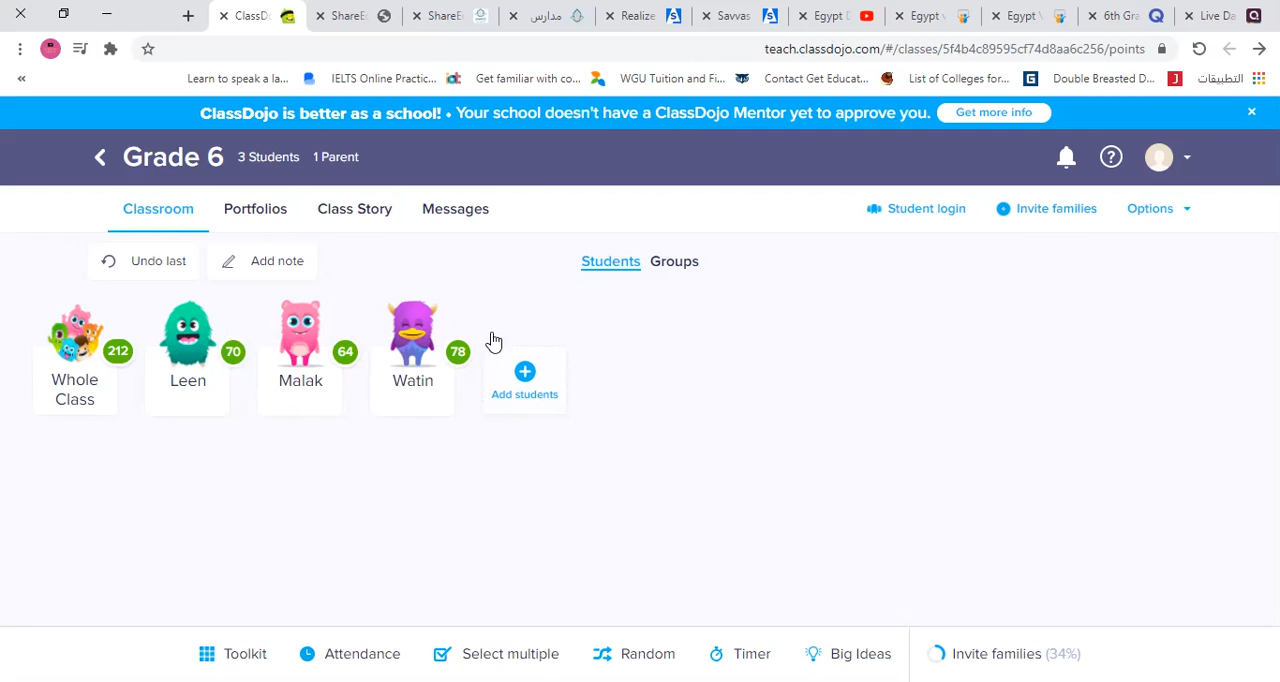 ClassDo
ShareE
ShareE
مدارس
Realize
Savvas
Egypt
Egypt
Egypt
6th Gra
Live Da
teach.classdojo.com/#/classes/5f4b4c89595cf74d8aa6c256/points
Learn to speak a la...
IELTS Online Practic...
Get familiar with co...
WGU Tuition and Fi...
Contact Get Educat...
List of Colleges for...
Double Breasted D...
التطبيقات
ClassDojo is better as a school! • Your school doesn't have a ClassDojo Mentor yet to approve you. Get more info
Grade 6 3 Students 1 Parent
Classroom Portfolios Class Story Messages Student login Invite families Options
Undo last Add note Students Groups
212 70 64 78
Whole Class
Leen
Malak
Watin
Add students
Toolkit Attendance Select multiple Random Timer Big Ideas Invite families (34%)